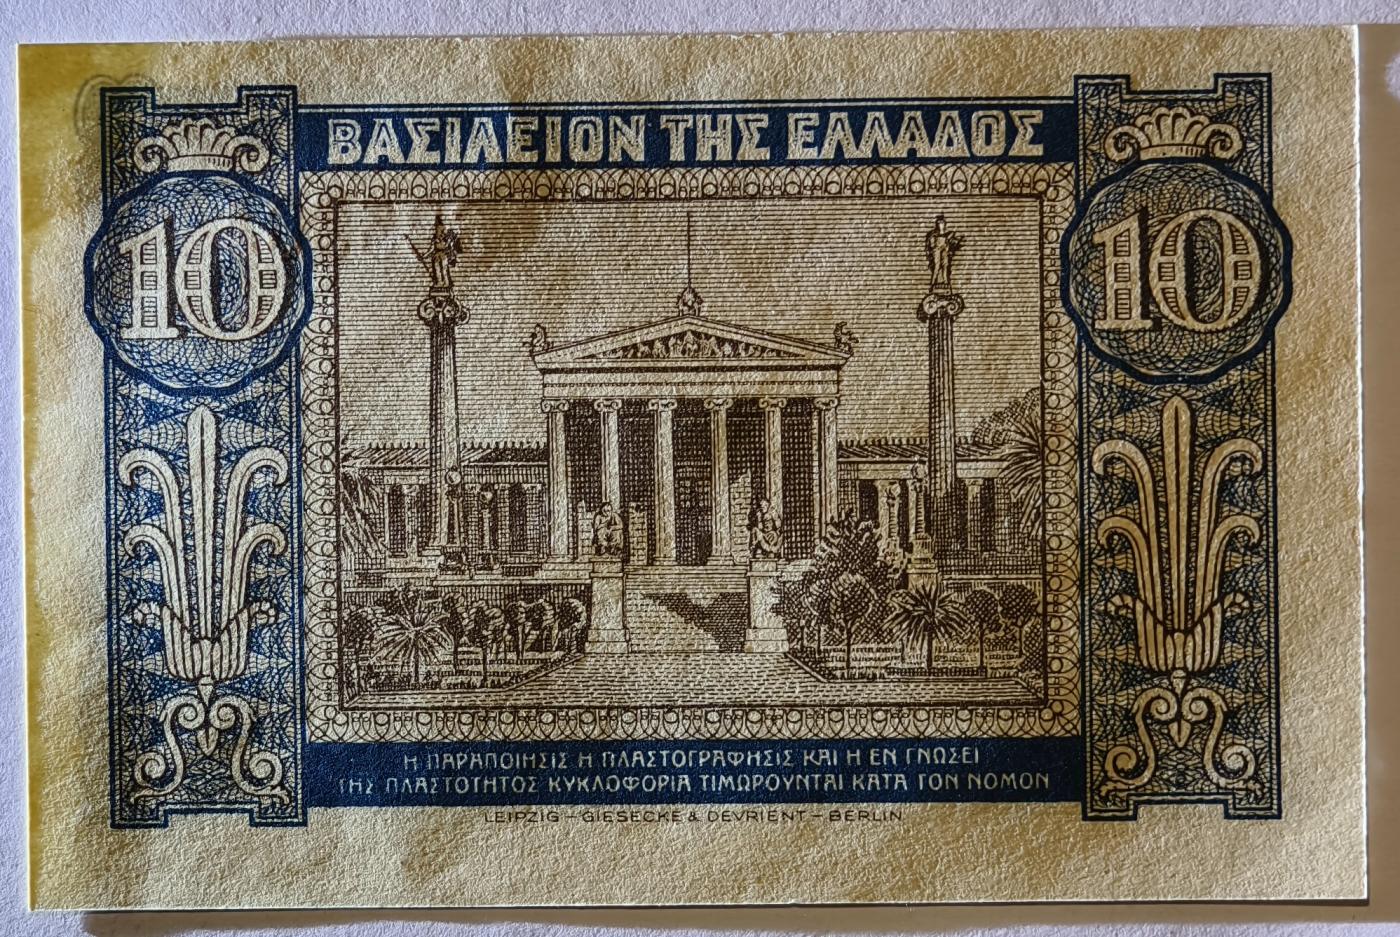 ΒΑΣΙΛΕΙΟΝ ΤΗΣ ΕΛΛΑΔΟΣ
10
10
Η ΠΑΡΑΠΟΙΗΣΙΣ Η ΠΛΑΣΤΟΓΡΑΦΗΣΙΣ ΚΑΙ Η ΕΝ ΓΝΩΣΕΙ
ΤΗΣ ΠΛΑΣΤΟΤΗΤΟΣ ΚΥΚΛΟΦΟΡΙΑ ΤΙΜΩΡΟΥΝΤΑΙ ΚΑΤΑ ΤΟΝ ΝΟΜΟΝ
LEIPZIG – GIESECKE & DEVRIENT – BERLIN